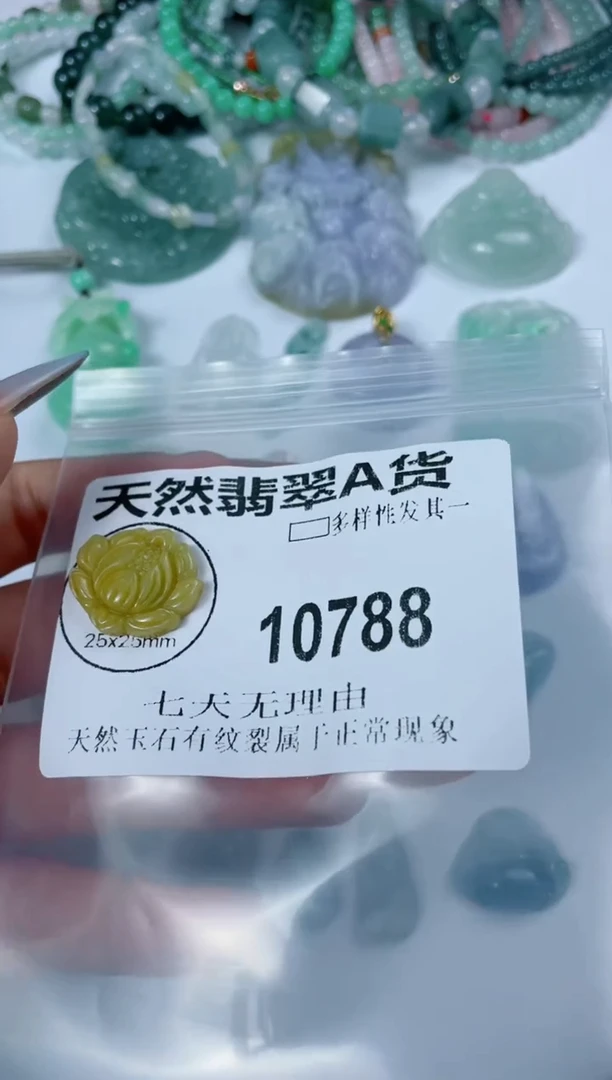 天然翡翠A货
多样性发其一
10788
25x25mm
七天无理由
天然玉石有纹裂属于正常现象